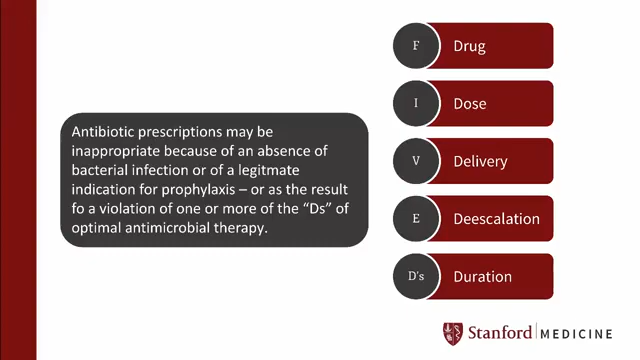 Antibiotic prescriptions may be
inappropriate because of an absence of
bacterial infection or of a legitmate
indication for prophylaxis – or as the result
fo a violation of one or more of the “Ds” of
optimal antimicrobial therapy.
F Drug
I Dose
V Delivery
E Deescalation
D's Duration
Stanford MEDICINE